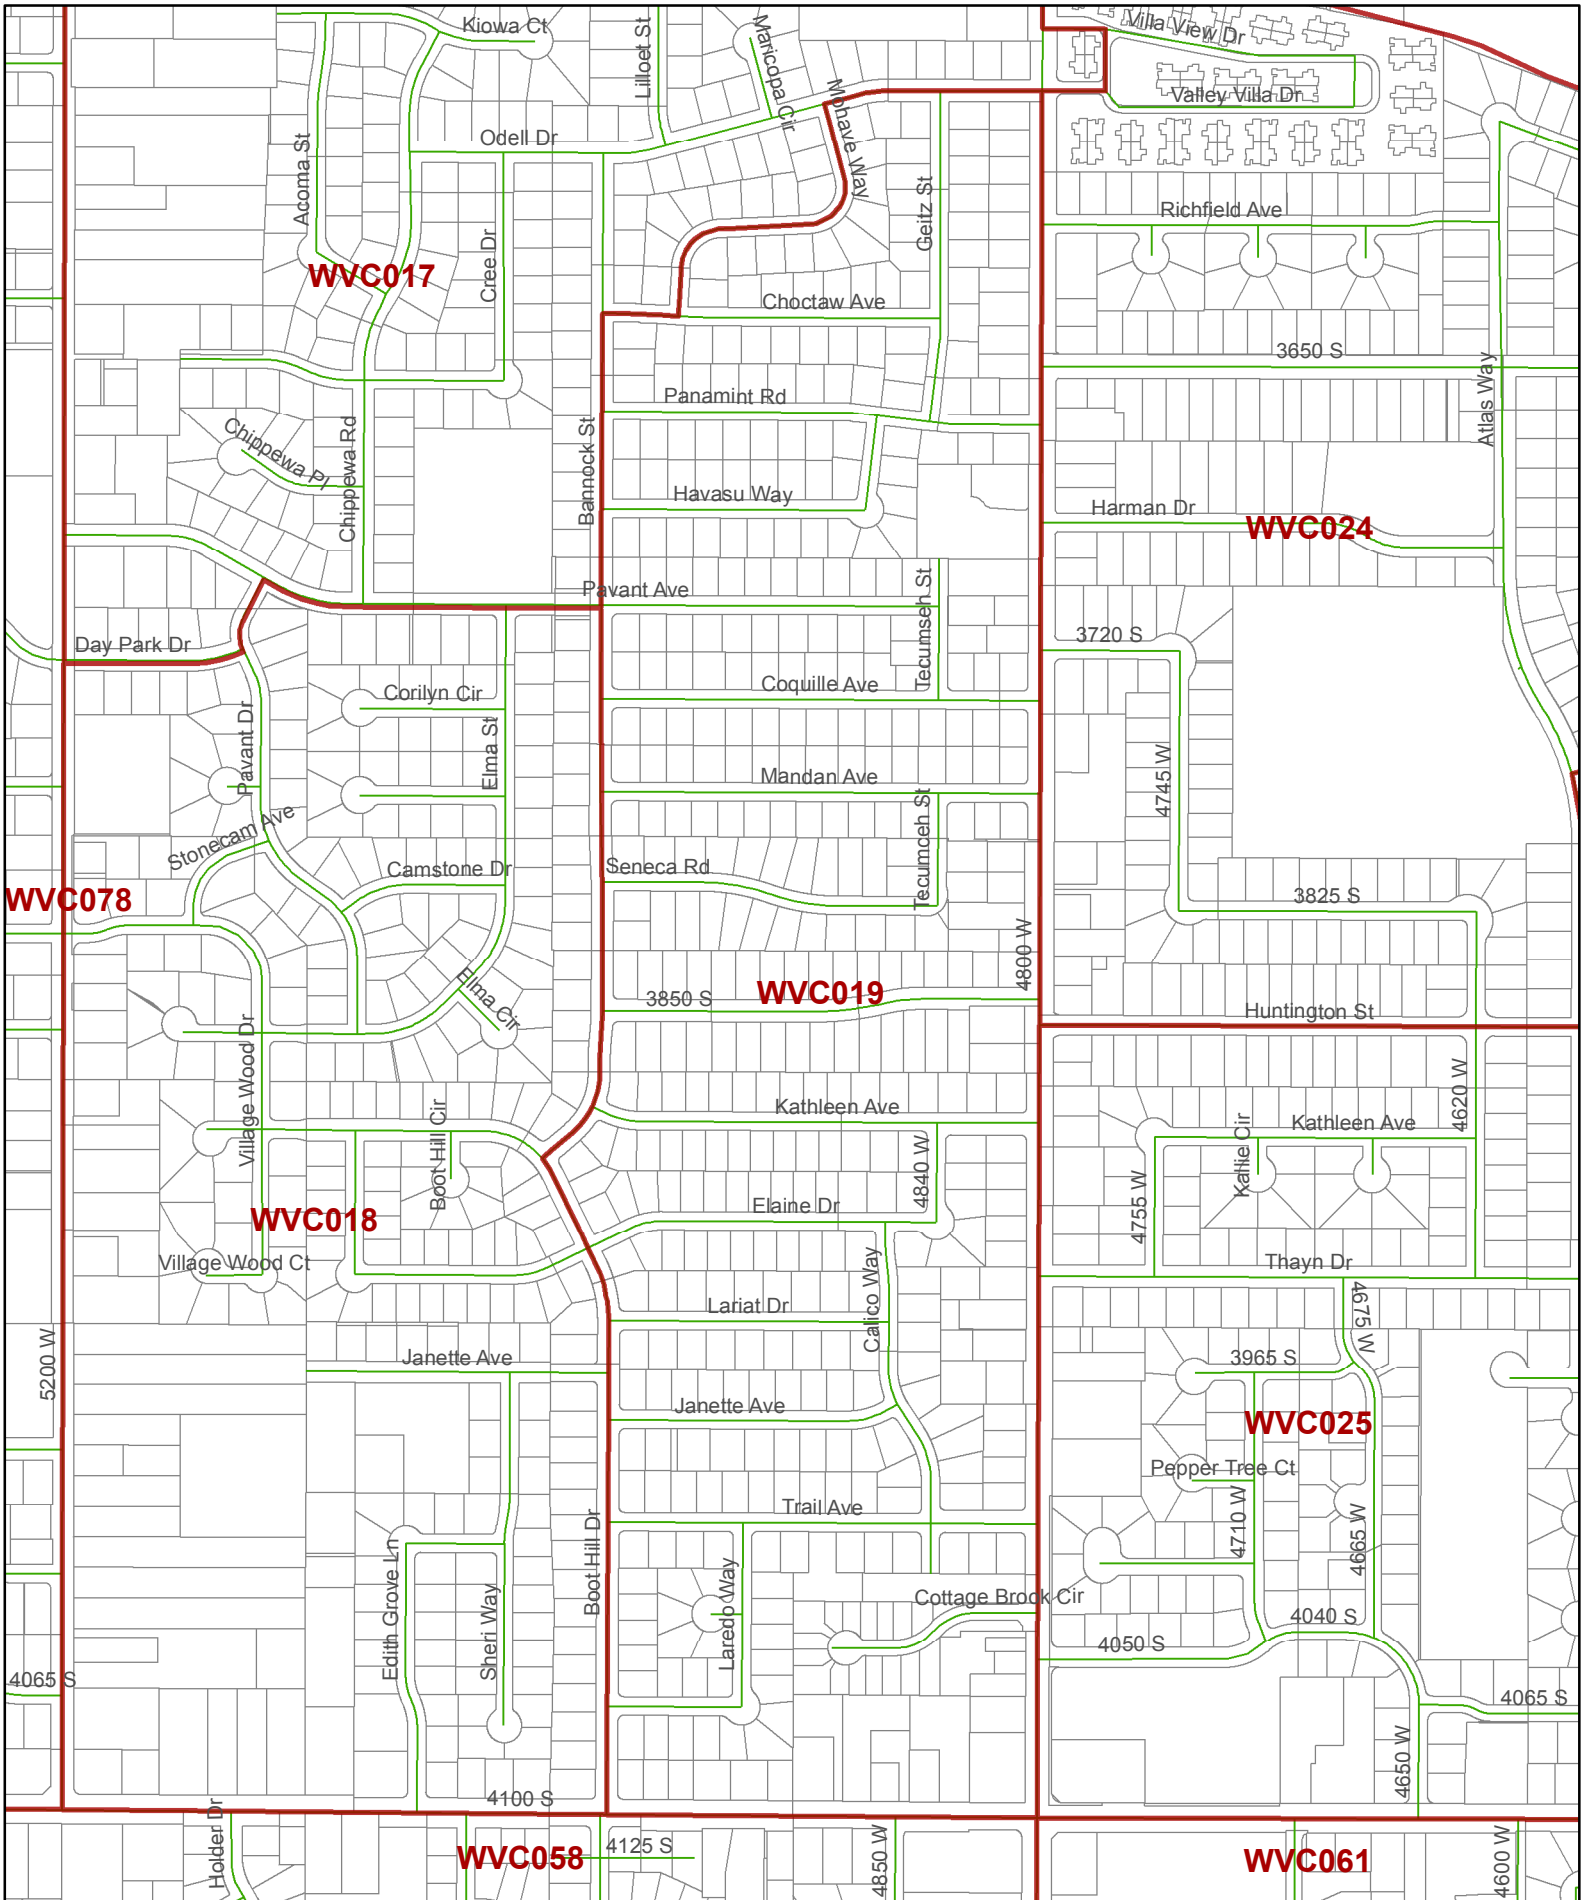 Kiowa Ct
Lilloet St
Maricopa Cir
Villa View Dr
Valley Villa Dr
Mohave Way
Odell Dr
Acoma St
Geitz St
Richfield Ave
Cree Dr
WVC017
Choctaw Ave
3650 S
Atlas Way
Panamint Rd
Chippewa Pl
Chippewa Rd
Bannock St
Havasu Way
Harman Dr
WVC024
Pavant Ave
Tecumseh St
Day Park Dr
3720 S
Corilyn Cir
Coquille Ave
Pavant Dr
Elma St
Mandan Ave
4745 W
Stonecam Ave
Camstone Dr
Seneca Rd
Tecumceh St
WVC078
3825 S
4800 W
Elma Cir
3850 S
WVC019
Huntington St
Village Wood Dr
Boot Hill Cir
Kathleen Ave
4620 W
Kathleen Ave
Kallie Cir
4840 W
4755 W
WVC018
Elaine Dr
Village Wood Ct
Thayn Dr
Calico Way
Lariat Dr
4675 W
5200 W
Janette Ave
3965 S
Janette Ave
WVC025
Pepper Tree Ct
Trail Ave
4710 W
4665 W
Edith Grove Ln
Boot Hill Dr
Sheri Way
Laredo Way
Cottage Brook Cir
4040 S
4050 S
4065 S
4065 S
4650 W
4100 S
Holder Dr
WVC058
4125 S
4850 W
WVC061
4600 W